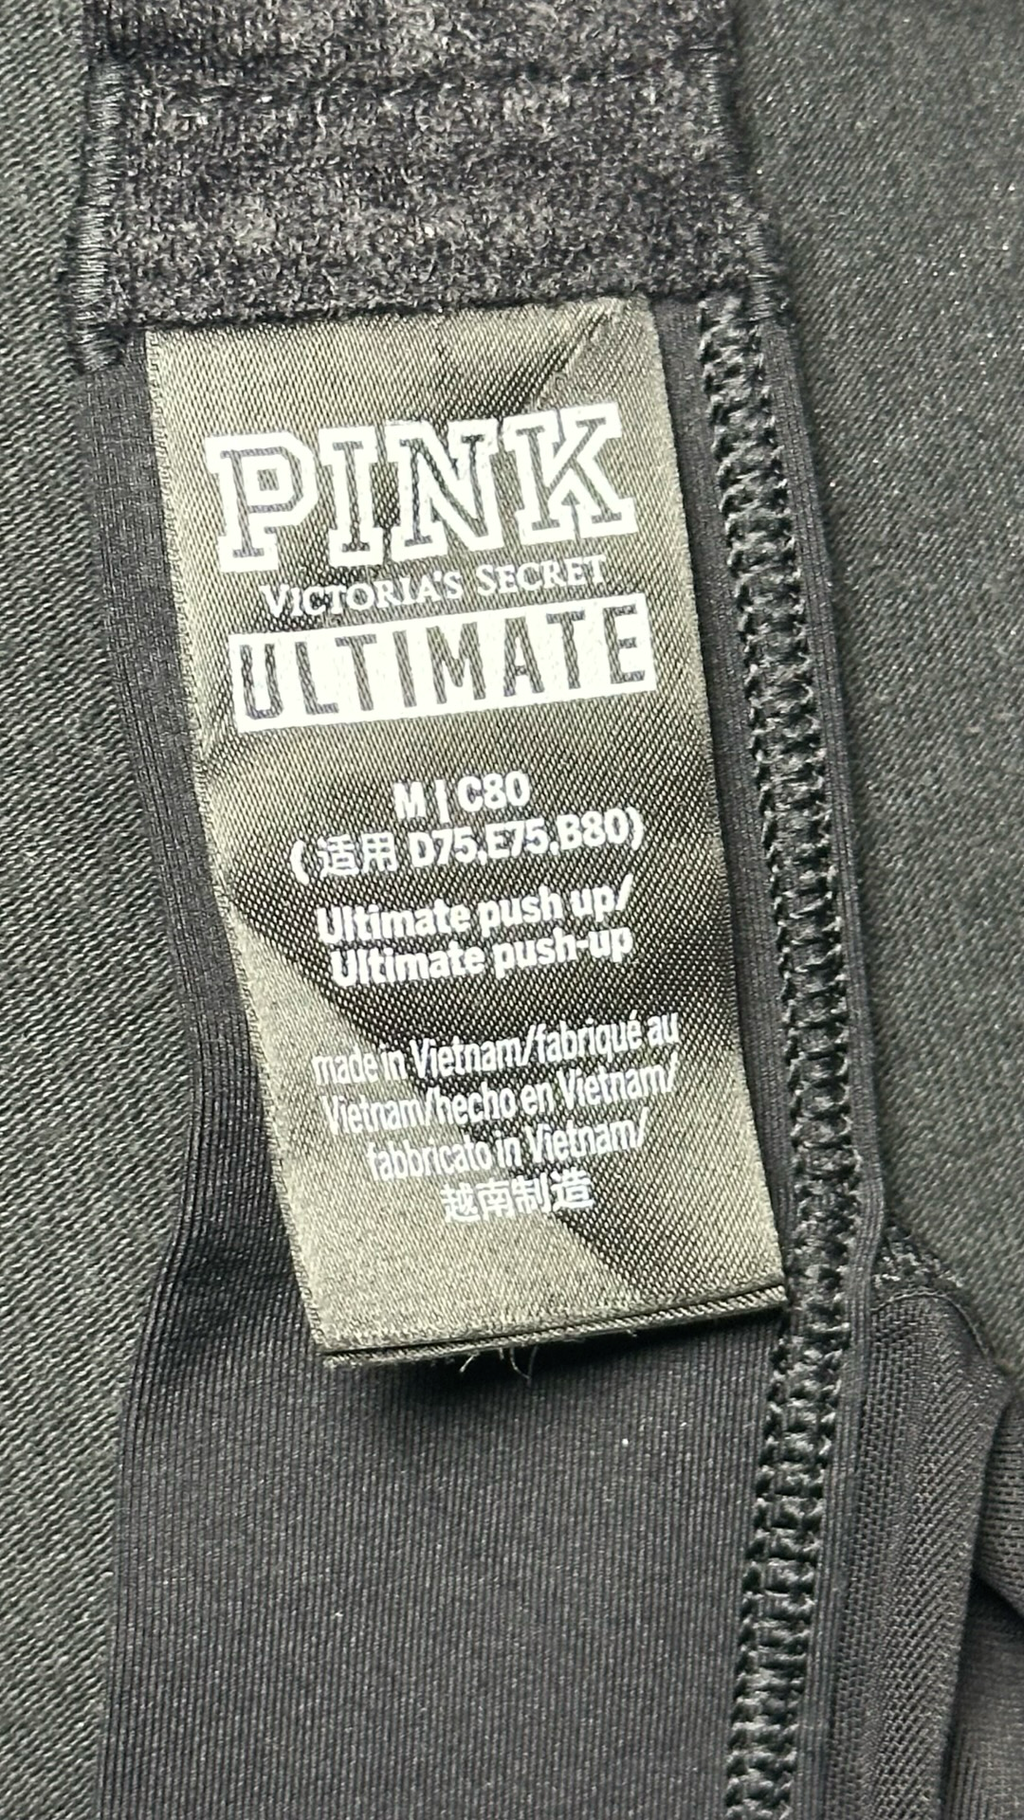 PINK
VICTORIA'S SECRET
ULTIMATE
M | C80
(适用 D75,E75,B80)
Ultimate push up/
Ultimate push-up
made in Vietnam/fabriqué au
Vietnam/hecho en Vietnam/
fabbricato in Vietnam/
越南制造